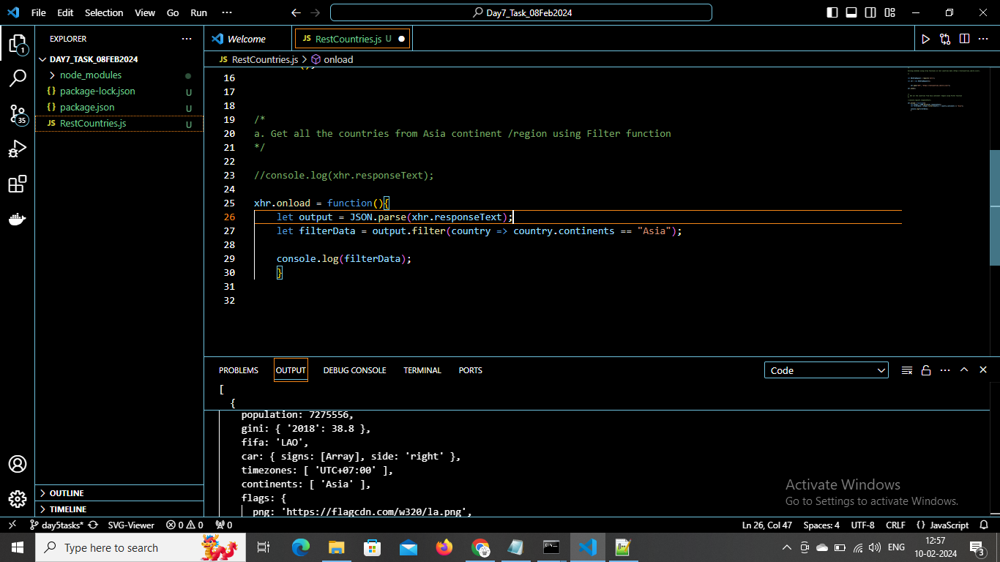 File Edit Selection View Go Run ···
Day7_Task_08Feb2024
EXPLORER ···
DAY7_TASK_08FEB2024
node_modules
{} package-lock.json U
{} package.json U
JS RestCountries.js U
OUTLINE
TIMELINE
1
35
Welcome
JS RestCountries.js U
JS RestCountries.js > onload
16
17
18
19 /*
20 a. Get all the countries from Asia continent /region using Filter function
21 */
22
23 //console.log(xhr.responseText);
24
25 xhr.onload = function(){
26 let output = JSON.parse(xhr.responseText);
27 let filterData = output.filter(country => country.continents == "Asia");
28
29 console.log(filterData);
30 }
31
32
PROBLEMS OUTPUT DEBUG CONSOLE TERMINAL PORTS
Code
[
{
population: 7275556,
gini: { '2018': 38.8 },
fifa: 'LAO',
car: { signs: [Array], side: 'right' },
timezones: [ 'UTC+07:00' ],
continents: [ 'Asia' ],
flags: {
png: 'https://flagcdn.com/w320/la.png',
Activate Windows
Go to Settings to activate Windows.
day5tasks* SVG-Viewer 0 0 0
Ln 26, Col 47 Spaces: 4 UTF-8 CRLF {} JavaScript
Type here to search
ENG
12:57
10-02-2024
3